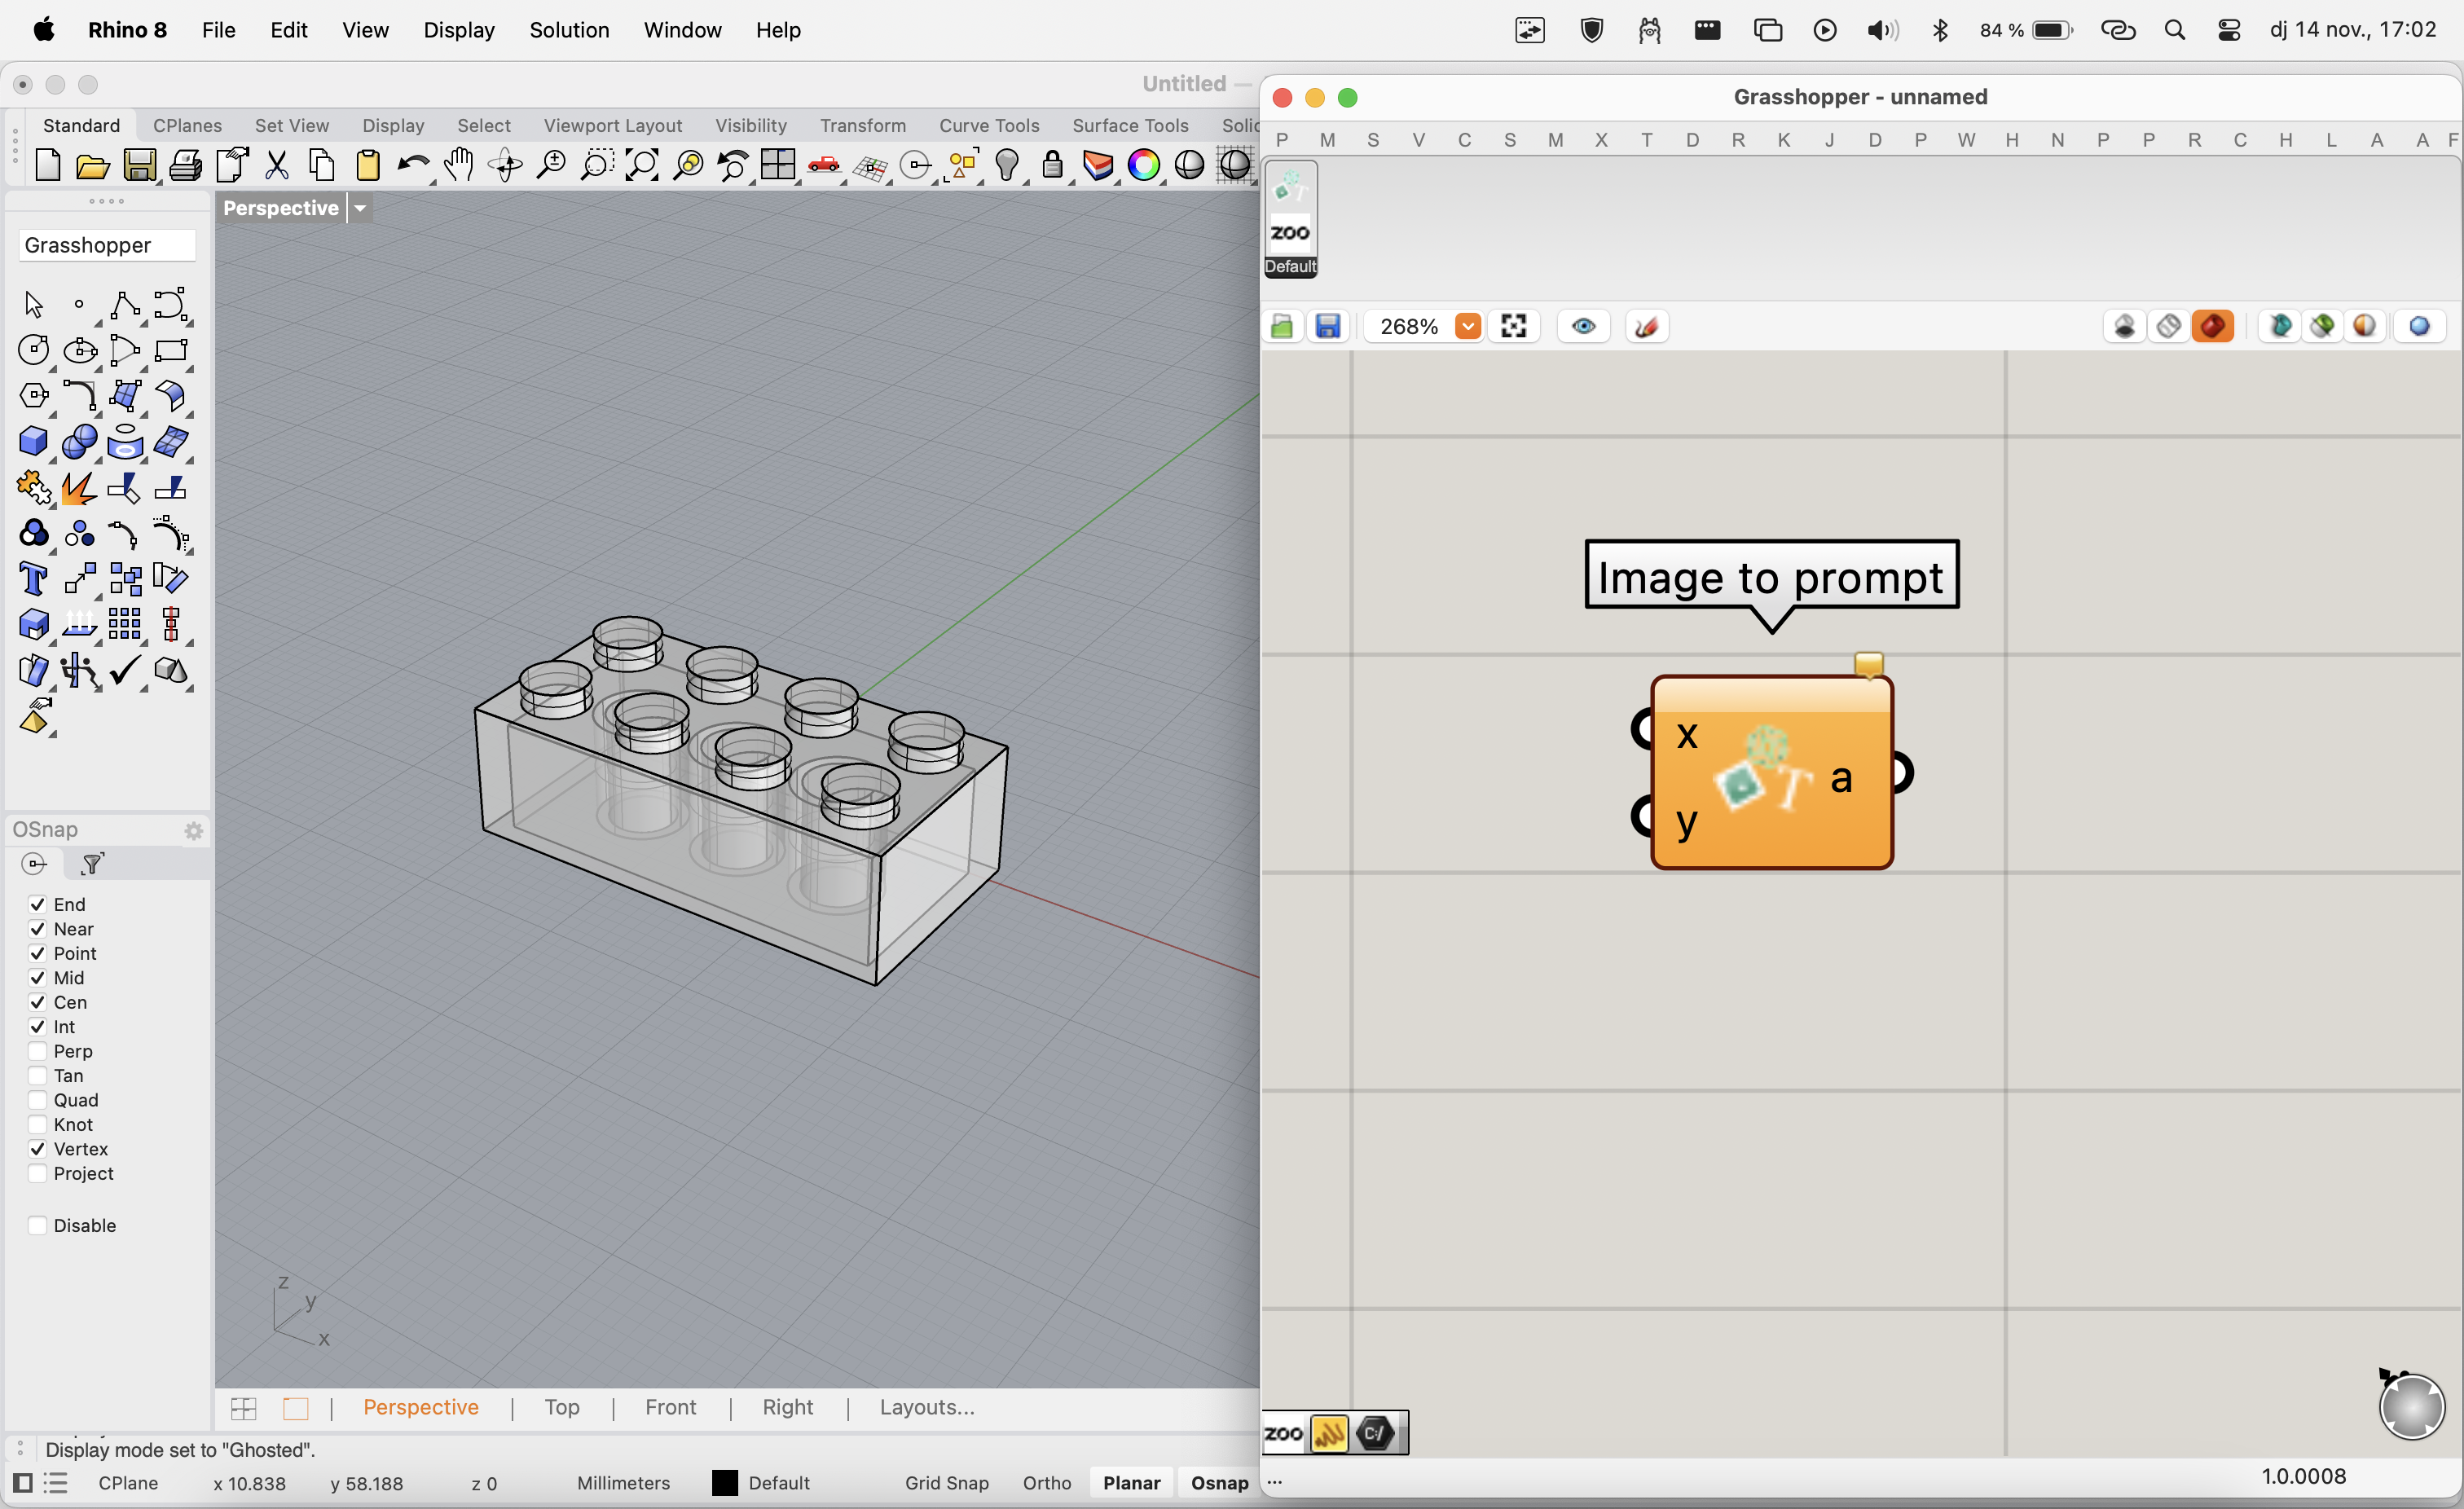 Rhino 8 File Edit View Display Solution Window Help 84 % dj 14 nov., 17:02
Untitled —
Standard CPlanes Set View Display Select Viewport Layout Visibility Transform Curve Tools Surface Tools Solid
Perspective
Grasshopper
OSnap
End
Near
Point
Mid
Cen
Int
Perp
Tan
Quad
Knot
Vertex
Project
Disable
z
y
x
Perspective | Top | Front | Right | Layouts...
Display mode set to "Ghosted".
CPlane x 10.838 y 58.188 z 0 Millimeters Default Grid Snap Ortho Planar Osnap
Grasshopper - unnamed
P M S V C S M X T D R K J D P W H N P P R C H L A A F
ZOO
Default
268%
Image to prompt
x
a
y
ZOO C:/
...
1.0.0008